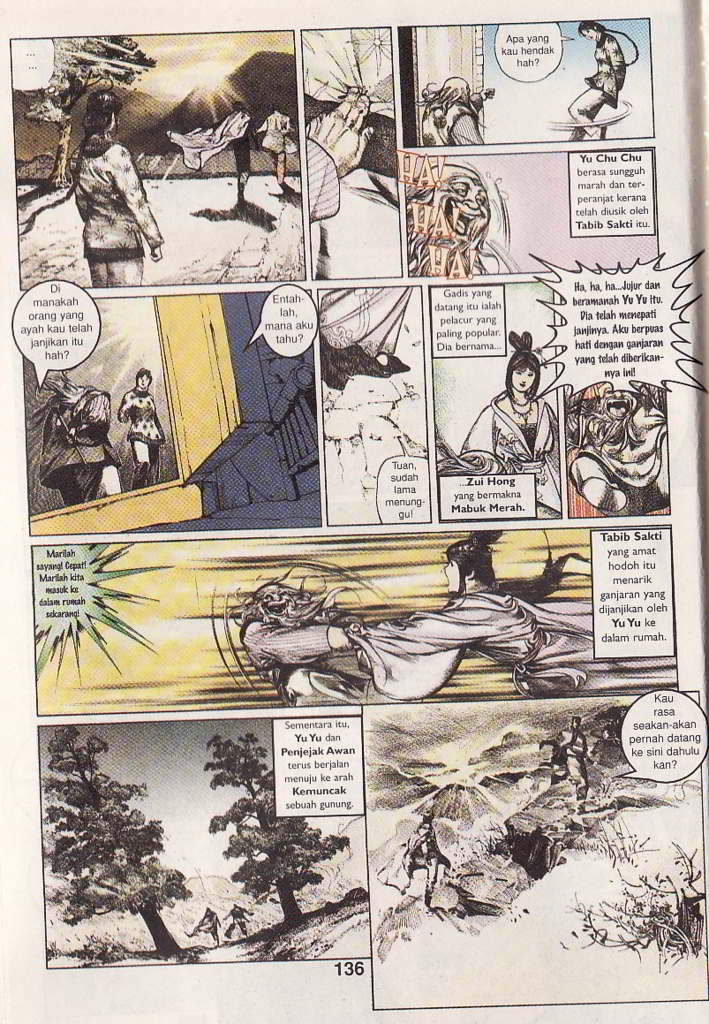 ...
...
Apa yang
kau hendak
hah?
HA!
HA!
HA!
Yu Chu Chu
berasa sungguh
marah dan ter-
peranjat kerana
telah diusik oleh
Tabib Sakti itu.
Di
manakah
orang yang
ayah kau telah
janjikan itu
hah?
Entah-
lah,
mana aku
tahu?
Tuan,
sudah
lama
menung-
gu!
Gadis yang
datang itu ialah
pelacur yang
paling popular.
Dia bernama...
...Zui Hong
yang bermakna
Mabuk Merah.
Ha, ha, ha...Jujur dan
beramanah Yu Yu itu.
Dia telah menepati
janjinya. Aku berpuas
hati dengan ganjaran
yang telah diberikan-
nya ini!
Marilah
sayang! Cepat!
Marilah kita
masuk ke
dalam rumah
sekarang!
Tabib Sakti
yang amat
hodoh itu
menarik
ganjaran yang
dijanjikan oleh
Yu Yu ke
dalam rumah.
Sementara itu,
Yu Yu dan
Penjejak Awan
terus berjalan
menuju ke arah
Kemuncak
sebuah gunung.
Kau
rasa
seakan-akan
pernah datang
ke sini dahulu
kan?
136